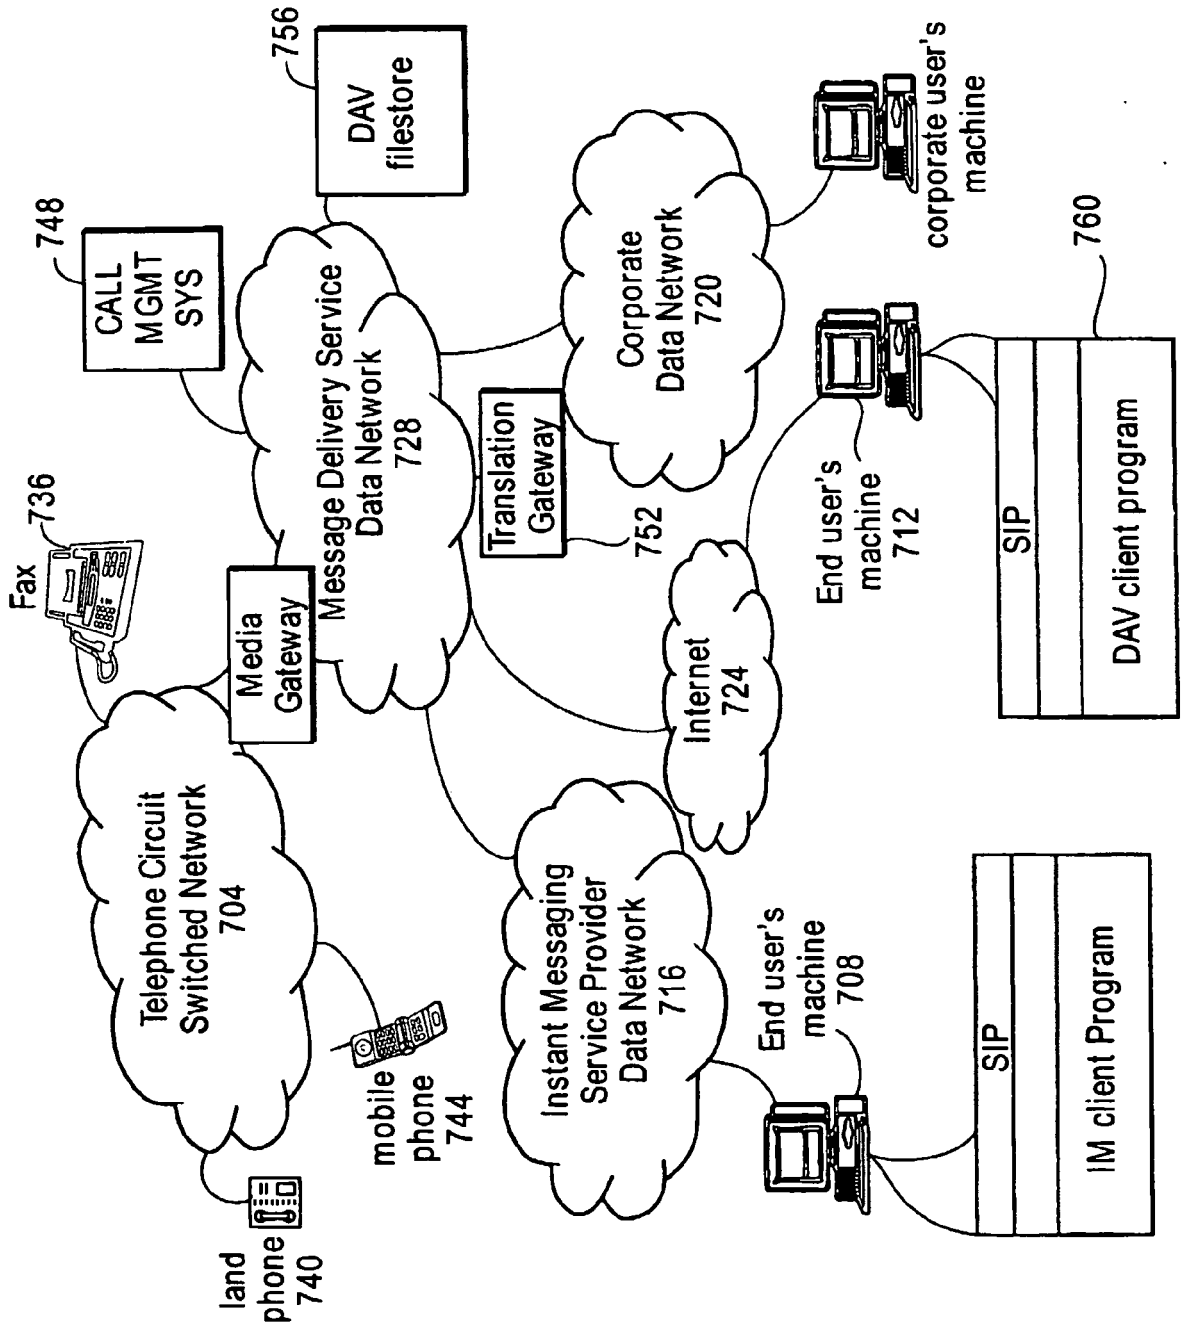 Fax
736
CALL
MGMT
SYS
748
756
DAV
filestore
land
phone
740
Telephone Circuit
Switched Network
704
Media
Gateway
Message Delivery Service
Data Network
728
mobile
phone
744
Translation
Gateway
752
Corporate
Data Network
720
Instant Messaging
Service Provider
Data Network
716
Internet
724
End user's
machine
708
End user's
machine
712
corporate user's
machine
SIP
IM client Program
SIP
DAV client program
760